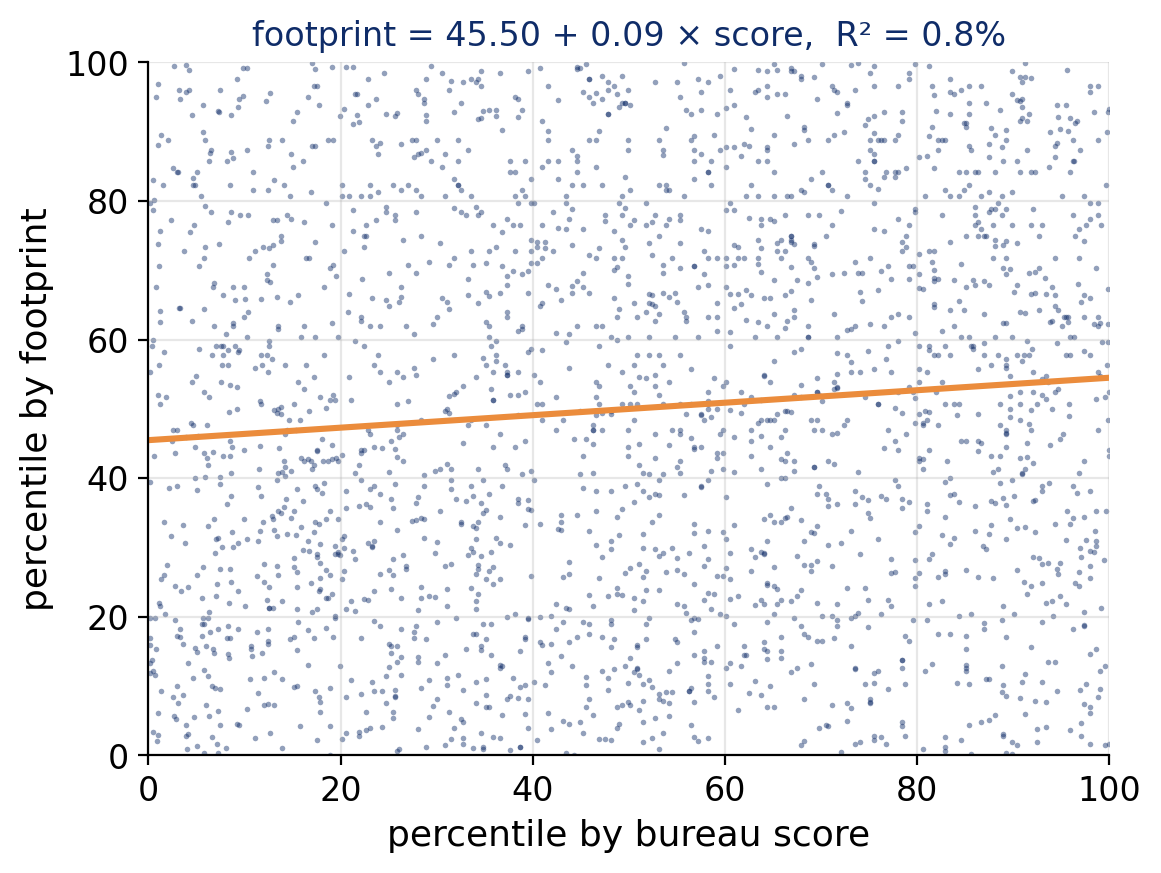 footprint = 45.50 + 0.09 × score,  R² = 0.8%
percentile by footprint
100
80
60
40
20
0
0 20 40 60 80 100
percentile by bureau score